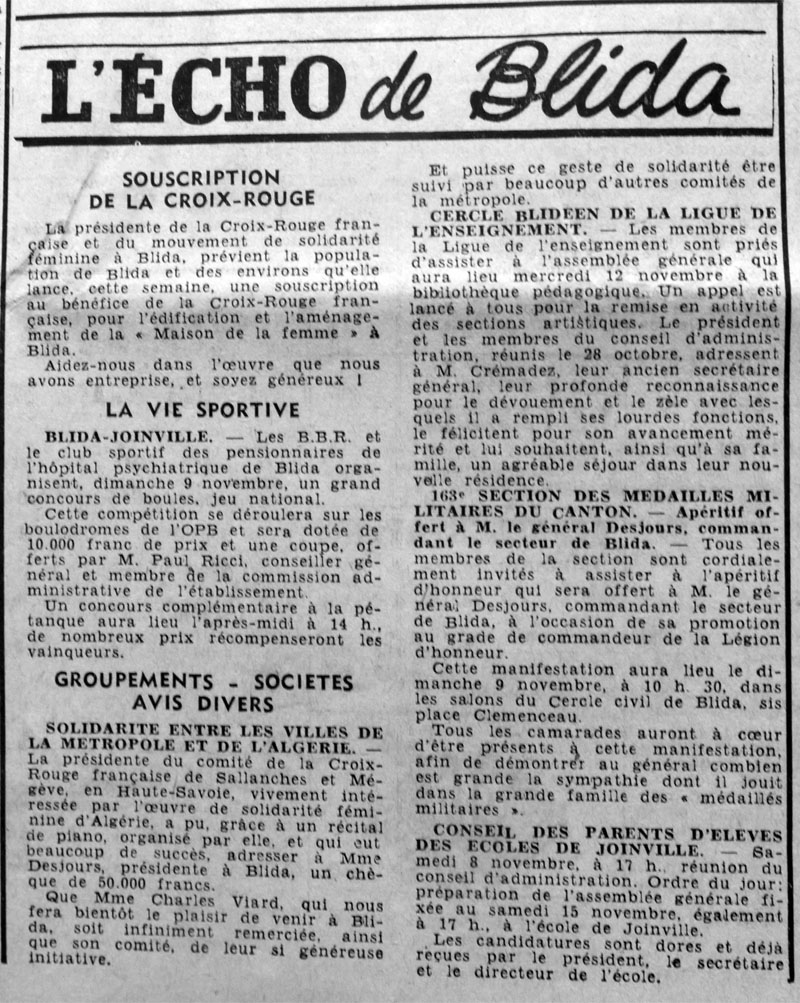 L'ÉCHO de Blida
SOUSCRIPTION
DE LA CROIX-ROUGE
La présidente de la Croix-Rouge fran-
çaise et du mouvement de solidarité
féminine à Blida, prévient la popula-
tion de Blida et des environs qu'elle
lance, cette semaine, une souscription
au bénéfice de la Croix-Rouge fran-
çaise, pour l'édification et l'aménage-
ment de la « Maison de la femme » à
Blida.
Aidez-nous dans l'œuvre que nous
avons entreprise, et soyez généreux !
LA VIE SPORTIVE
BLIDA-JOINVILLE. — Les B.B.R. et
le club sportif des pensionnaires de
l'hôpital psychiatrique de Blida orga-
nisent, dimanche 9 novembre, un grand
concours de boules, jeu national.
Cette compétition se déroulera sur les
boulodromes de l'OPB et sera dotée de
10.000 franc de prix et une coupe, of-
ferts par M. Paul Ricci, conseiller gé-
néral et membre de la commission ad-
ministrative de l'établissement.
Un concours complémentaire à la pé-
tanque aura lieu l'après-midi à 14 h.,
de nombreux prix récompenseront les
vainqueurs.
GROUPEMENTS - SOCIETES
AVIS DIVERS
SOLIDARITE ENTRE LES VILLES DE
LA METROPOLE ET DE L'ALGERIE. —
La présidente du comité de la Croix-
Rouge française de Sallanches et Mé-
gève, en Haute-Savoie, vivement inté-
ressée par l'œuvre de solidarité fémi-
nine d'Algérie, a pu, grâce à un récital
de piano, organisé par elle, et qui eut
beaucoup de succès, adresser à Mme
Desjours, présidente à Blida, un chè-
que de 50.000 francs.
Que Mme Charles Viard, qui nous
fera bientôt le plaisir de venir à Bli-
da, soit infiniment remerciée, ainsi
que son comité, de leur si généreuse
initiative.
Et puisse ce geste de solidarité être
suivi par beaucoup d'autres comités de
la métropole.
CERCLE BLIDEEN DE LA LIGUE DE
L'ENSEIGNEMENT. — Les membres de
la Ligue de l'enseignement sont priés
d'assister à l'assemblée générale qui
aura lieu mercredi 12 novembre à la
bibliothèque pédagogique. Un appel est
lancé à tous pour la remise en activité
des sections artistiques. Le président
et les membres du conseil d'adminis-
tration, réunis le 28 octobre, adressent
à M. Crémadez, leur ancien secrétaire
général, leur profonde reconnaissance
pour le dévouement et le zèle avec les-
quels il a rempli ses lourdes fonctions,
le félicitent pour son avancement mé-
rité et lui souhaitent, ainsi qu'à sa fa-
mille, un agréable séjour dans leur nou-
velle résidence.
163e SECTION DES MEDAILLES MI-
LITAIRES DU CANTON. — Apéritif of-
fert à M. le général Desjours, comman-
dant le secteur de Blida. — Tous les
membres de la section sont cordiale-
ment invités à assister à l'apéritif
d'honneur qui sera offert à M. le gé-
néral Desjours, commandant le secteur
de Blida, à l'occasion de sa promotion
au grade de commandeur de la Légion
d'honneur.
Cette manifestation aura lieu le di-
manche 9 novembre, à 10 h. 30, dans
les salons du Cercle civil de Blida, sis
place Clemenceau.
Tous les camarades auront à cœur
d'être présents à cette manifestation,
afin de démontrer au général combien
est grande la sympathie dont il jouit
dans la grande famille des « médaillés
militaires ».
CONSEIL DES PARENTS D'ELEVES
DES ECOLES DE JOINVILLE. — Sa-
medi 8 novembre, à 17 h., réunion du
conseil d'administration. Ordre du jour:
préparation de l'assemblée générale fi-
xée au samedi 15 novembre, également
à 17 h., à l'école de Joinville.
Les candidatures sont dores et déjà
reçues par le président, le secrétaire
et le directeur de l'école.